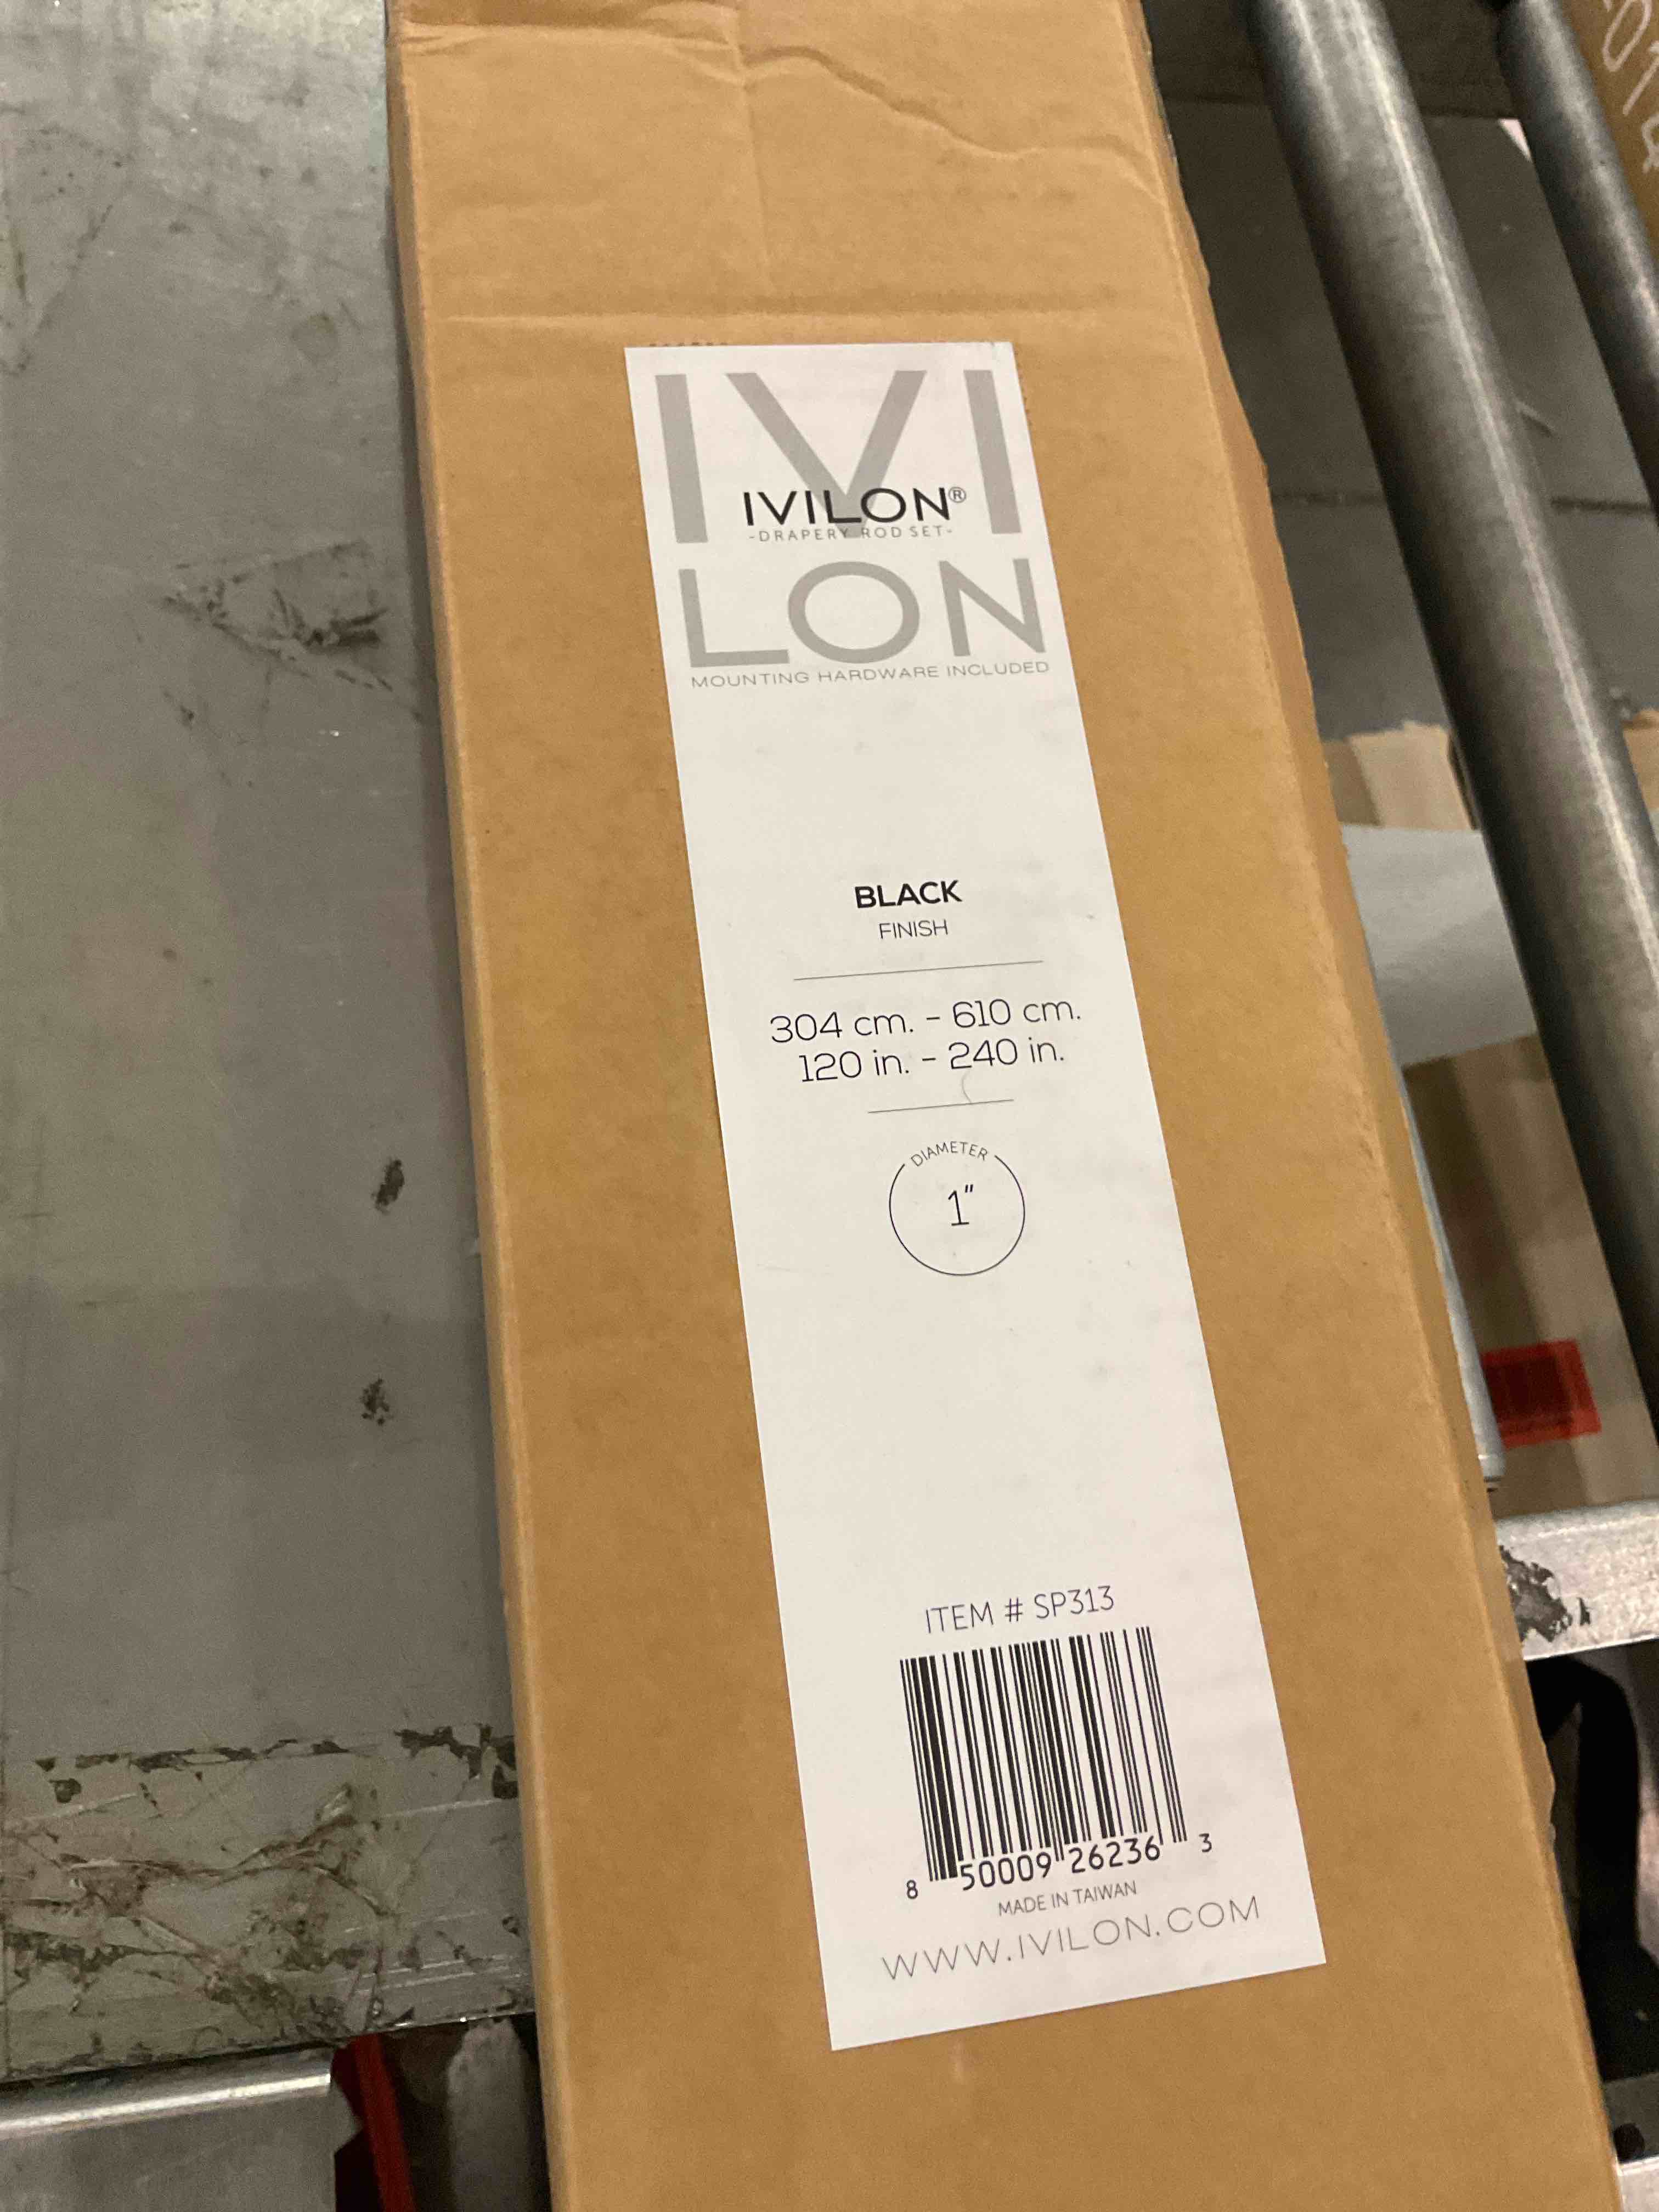 IVI
IVILON®
-DRAPERY ROD SET-
LON
MOUNTING HARDWARE INCLUDED
BLACK
FINISH
304 cm. - 610 cm.
120 in. - 240 in.
DIAMETER
1"
ITEM # SP313
8 50009 26236 3
MADE IN TAIWAN
WWW.IVILON.COM